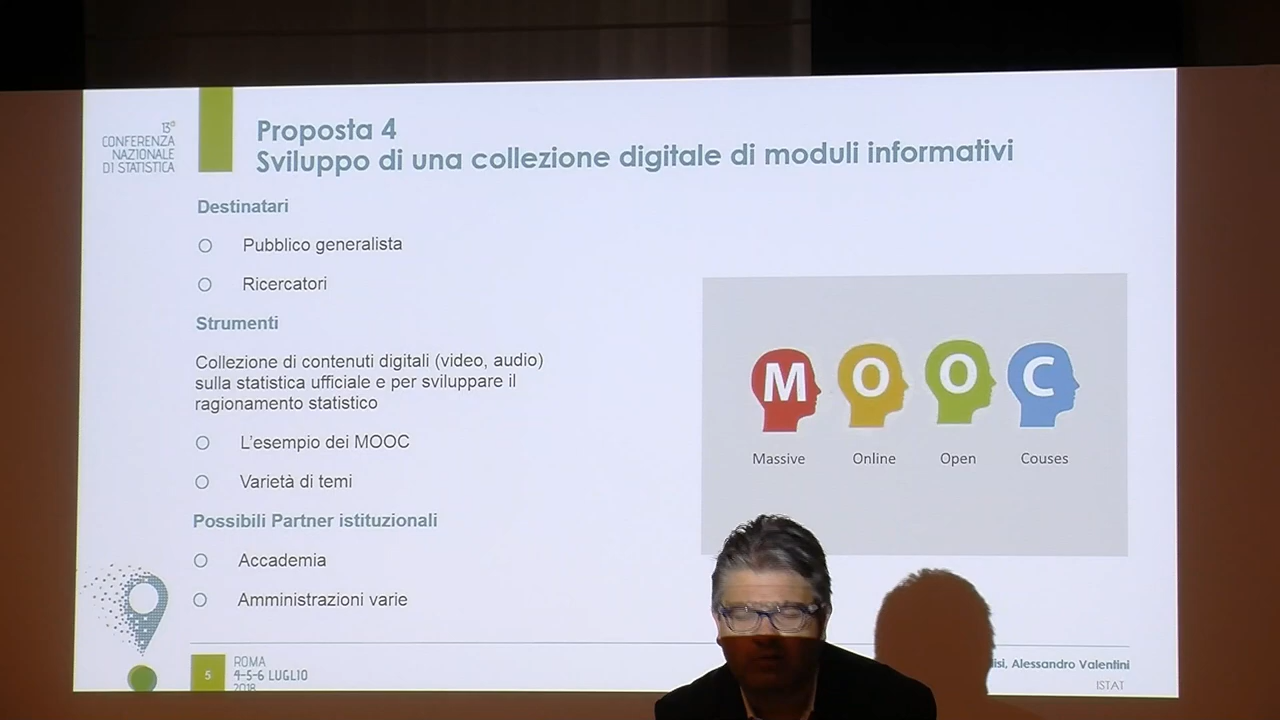 13a
CONFERENZA
NAZIONALE
DI STATISTICA
Proposta 4
Sviluppo di una collezione digitale di moduli informativi
Destinatari
Pubblico generalista
Ricercatori
Strumenti
Collezione di contenuti digitali (video, audio)
sulla statistica ufficiale e per sviluppare il
ragionamento statistico
L'esempio dei MOOC
Varietà di temi
Possibili Partner istituzionali
Accademia
Amministrazioni varie
M O O C
Massive Online Open Couses
5
ROMA
4-5-6 LUGLIO
2018
Alessandro Valentini
ISTAT